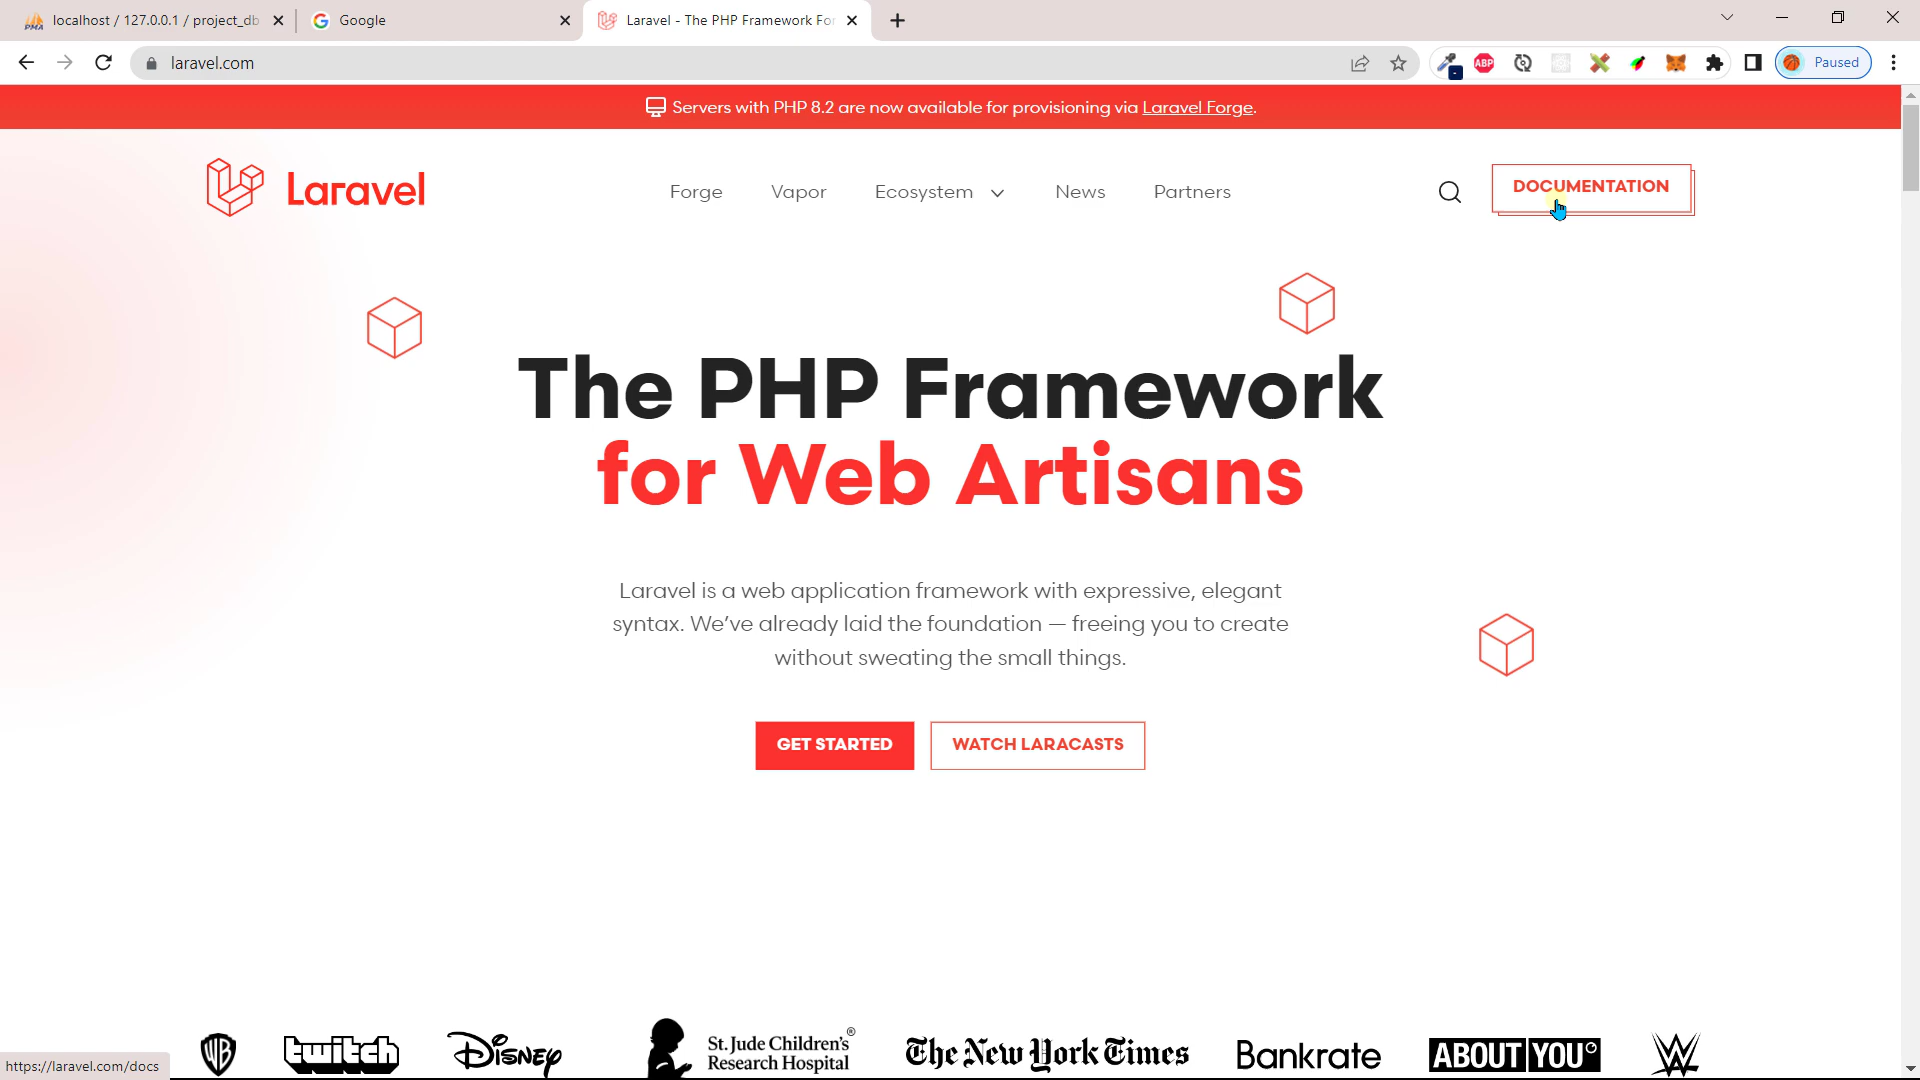 localhost / 127.0.0.1 / project_db
Google
Laravel - The PHP Framework For
laravel.com
ABP
Paused
Servers with PHP 8.2 are now available for provisioning via Laravel Forge.
Laravel
Forge
Vapor
Ecosystem
News
Partners
DOCUMENTATION
The PHP Framework
for Web Artisans
Laravel is a web application framework with expressive, elegant
syntax. We've already laid the foundation — freeing you to create
without sweating the small things.
GET STARTED
WATCH LARACASTS
WB
twitch
Disney
St. Jude Children's®
Research Hospital
The New York Times
Bankrate
ABOUT YOU°
W
https://laravel.com/docs